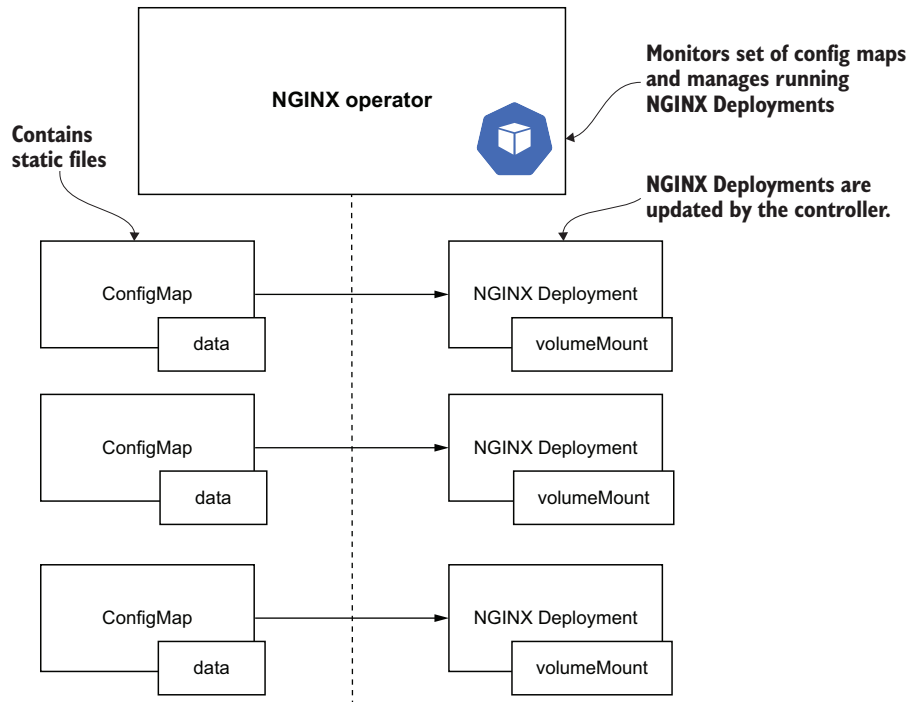 NGINX operator
Monitors set of config maps
and manages running
NGINX Deployments
Contains
static files
NGINX Deployments are
updated by the controller.
ConfigMap
data
NGINX Deployment
volumeMount
ConfigMap
data
NGINX Deployment
volumeMount
ConfigMap
data
NGINX Deployment
volumeMount